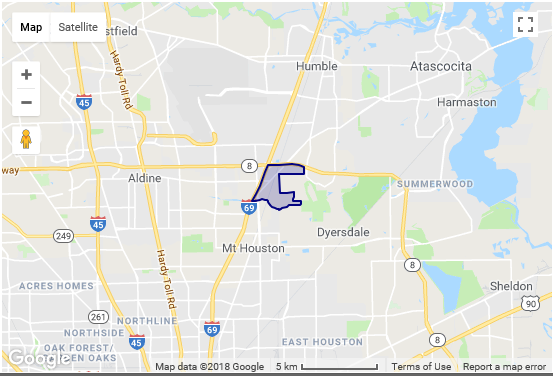 Map
Satellite
stfield
Hardy Toll Rd
Humble
Atascocita
Harmaston
45
8
way
Aldine
SUMMERWOOD
69
45
249
Mt Houston
Dyersdale
8
Hardy Toll Rd
ACRES HOMES
Sheldon
90
261
NORTHLINE
69
NORTHSIDE
8
45
OAK FOREST/
EN OAKS
EAST HOUSTON
Google
Map data ©2018 Google
5 km
Terms of Use
Report a map error